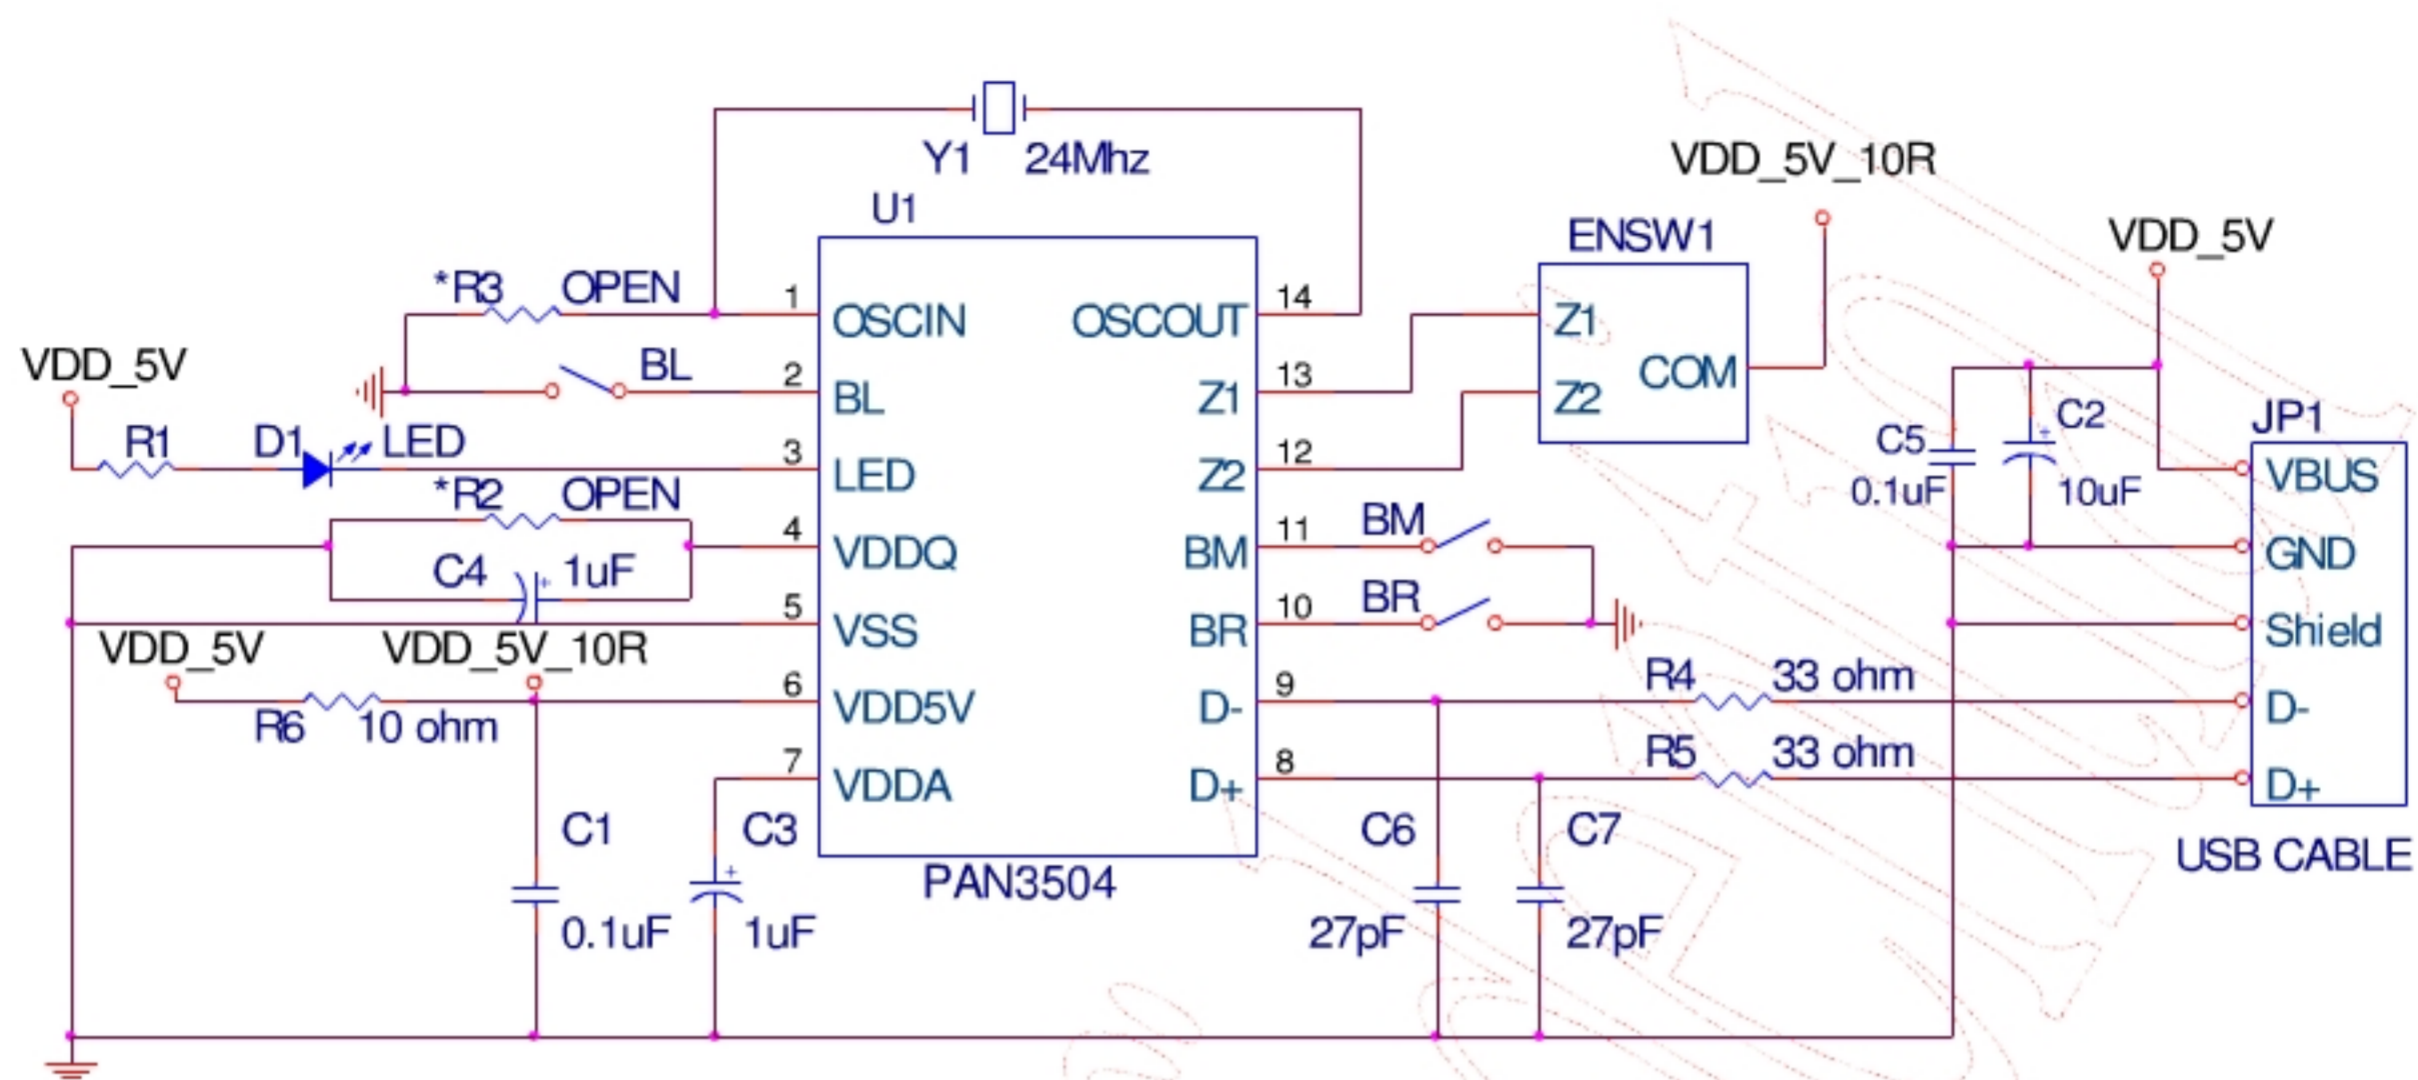 Y1 24Mhz
U1
VDD_5V_10R
ENSW1
VDD_5V
*R3 OPEN
1 OSCIN OSCOUT 14
Z1
VDD_5V
BL
2 BL Z1 13
COM
Z2
C2
JP1
R1 D1 LED
3 LED Z2 12
C5
0.1uF
+
10uF
VBUS
*R2 OPEN
4 VDDQ BM 11 BM
GND
C4 + 1uF
5 VSS BR 10 BR
Shield
VDD_5V VDD_5V_10R
6 VDD5V D- 9
R4 33 ohm
D-
R6 10 ohm
7 VDDA D+ 8
R5 33 ohm
D+
C1 C3 C6 C7
+
USB CABLE
PAN3504
0.1uF 1uF 27pF 27pF